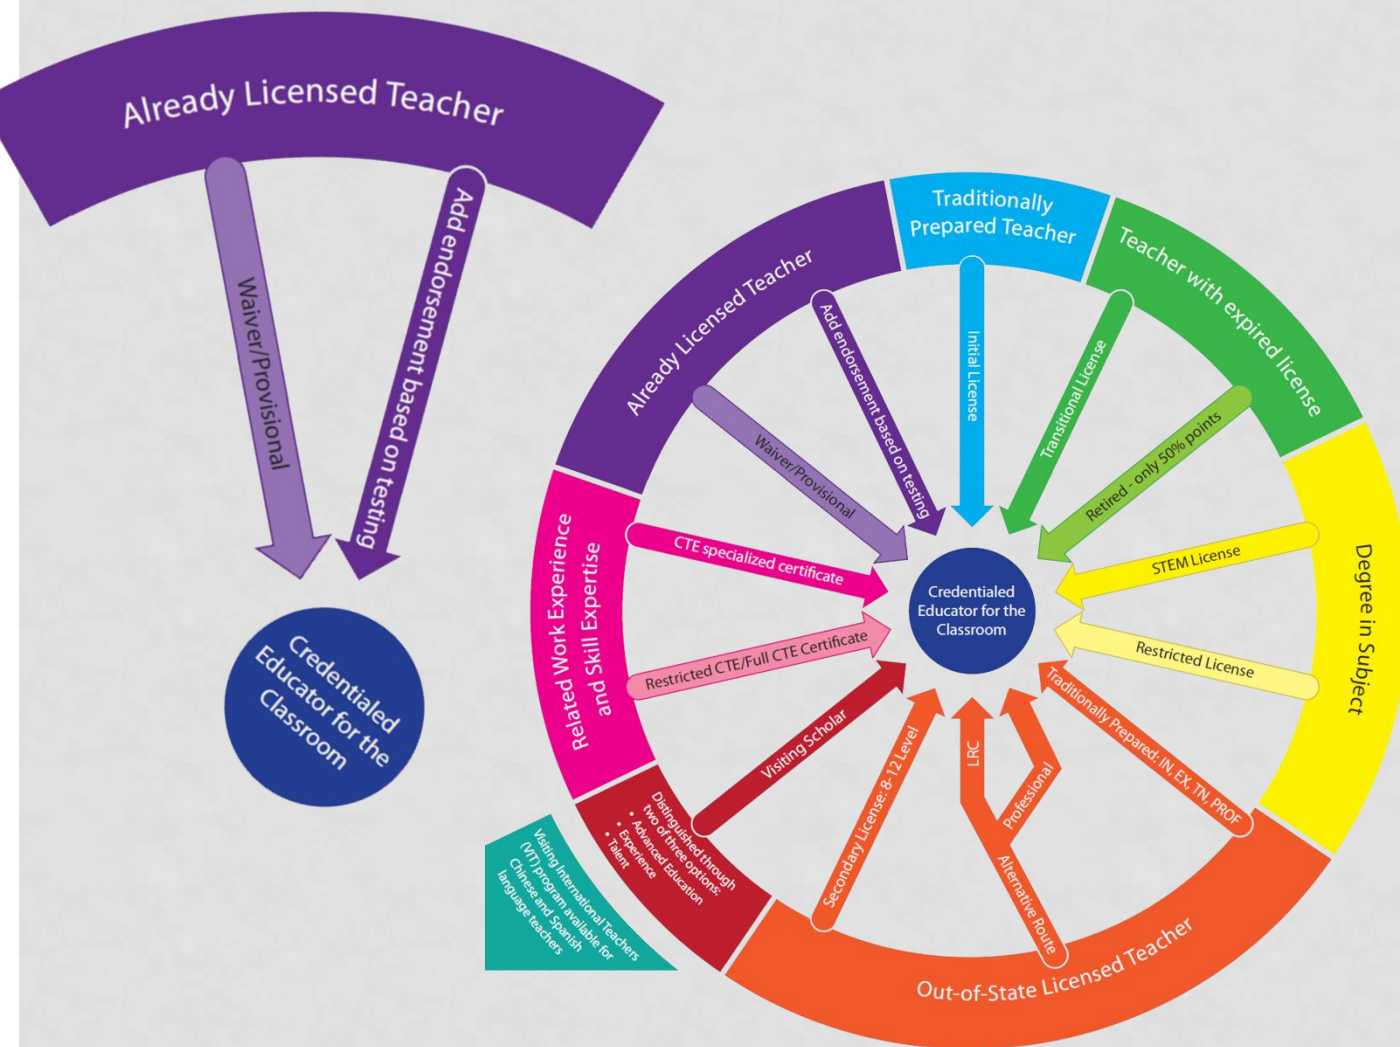 Already Licensed Teacher
Waiver/Provisional
Add endorsement based on testing
Credentialed
Educator for the
Classroom
Already Licensed Teacher
Waiver/Provisional
Add endorsement based on testing
Traditionally
Prepared Teacher
Initial License
Teacher with expired license
Transitional License
Retired - only 50% points
Degree in Subject
STEM License
Restricted License
Out-of-State Licensed Teacher
Traditionally Prepared: IN, EX, TN, PROF
Professional
LRC
Alternative Route
Secondary License: 8-12 Level
Distinguished through
two of three options:
• Advanced Education
• Experience
• Talent
Visiting Scholar
Visiting International Teachers
(VIT) program available for
Chinese and Spanish
language teachers
Related Work Experience
and Skill Expertise
CTE specialized certificate
Restricted CTE/Full CTE Certificate
Credentialed
Educator for the
Classroom